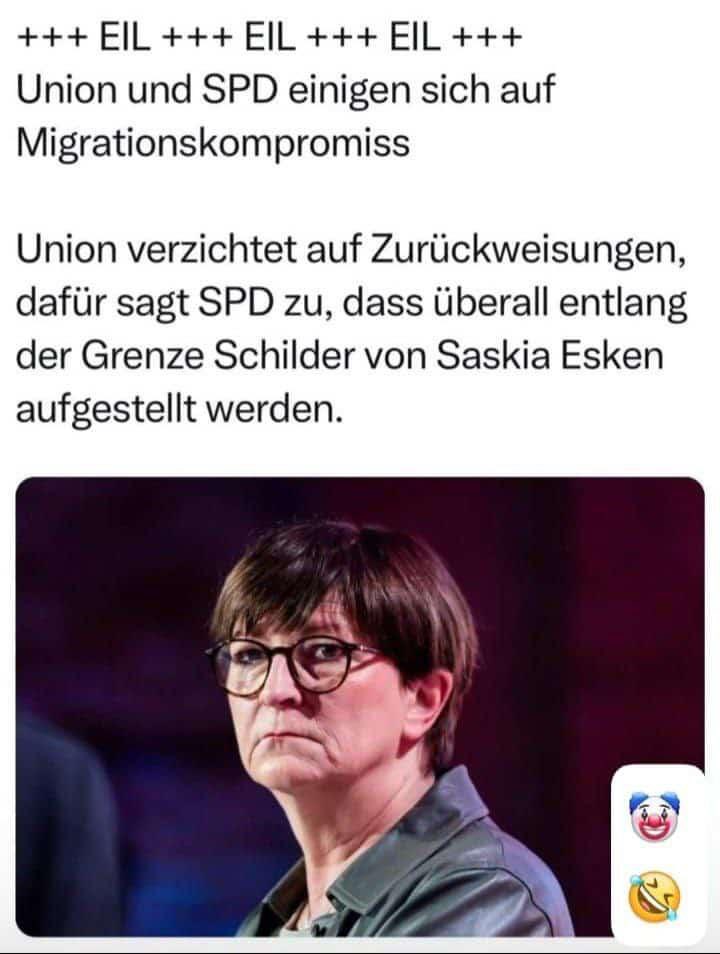 +++ EIL +++ EIL +++ EIL +++
Union und SPD einigen sich auf
Migrationskompromiss
Union verzichtet auf Zurückweisungen,
dafür sagt SPD zu, dass überall entlang
der Grenze Schilder von Saskia Esken
aufgestellt werden.